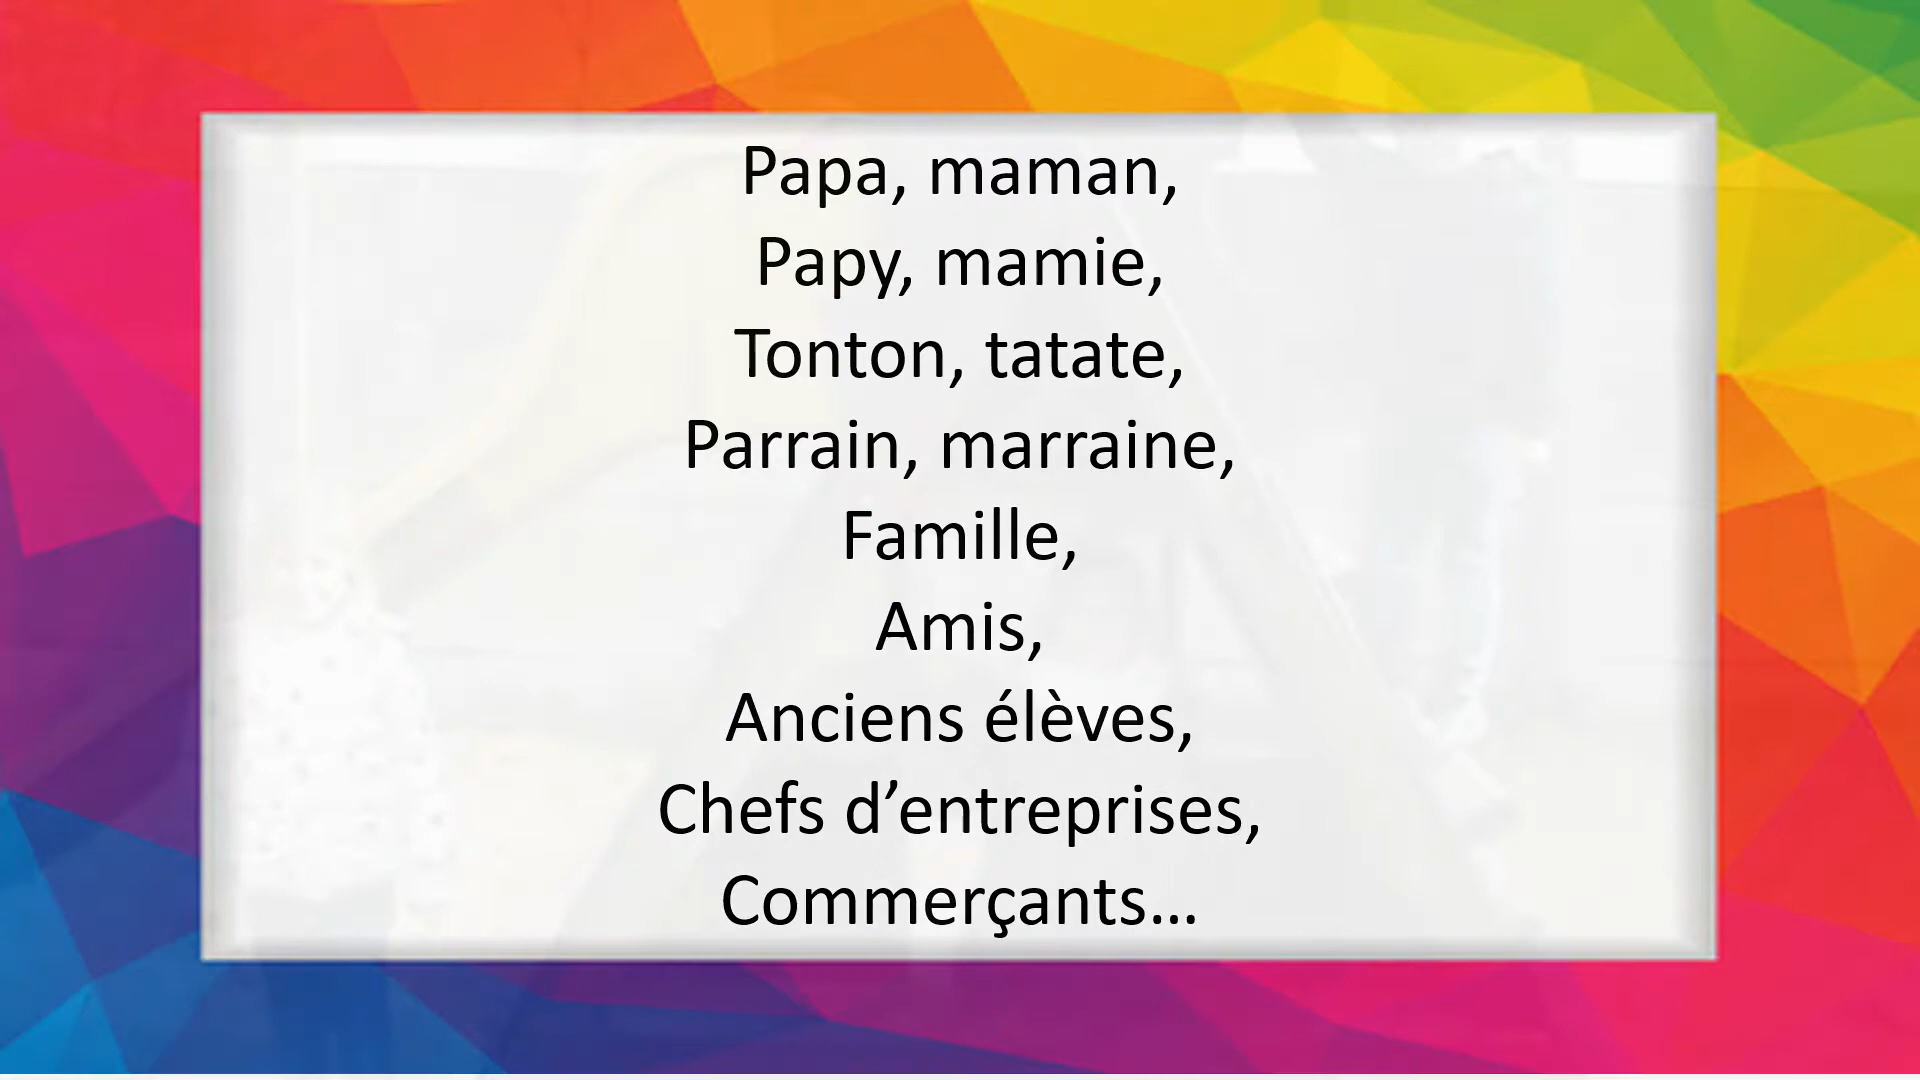 Papa, maman,
Papy, mamie,
Tonton, tatate,
Parrain, marraine,
Famille,
Amis,
Anciens élèves,
Chefs d’entreprises,
Commerçants…